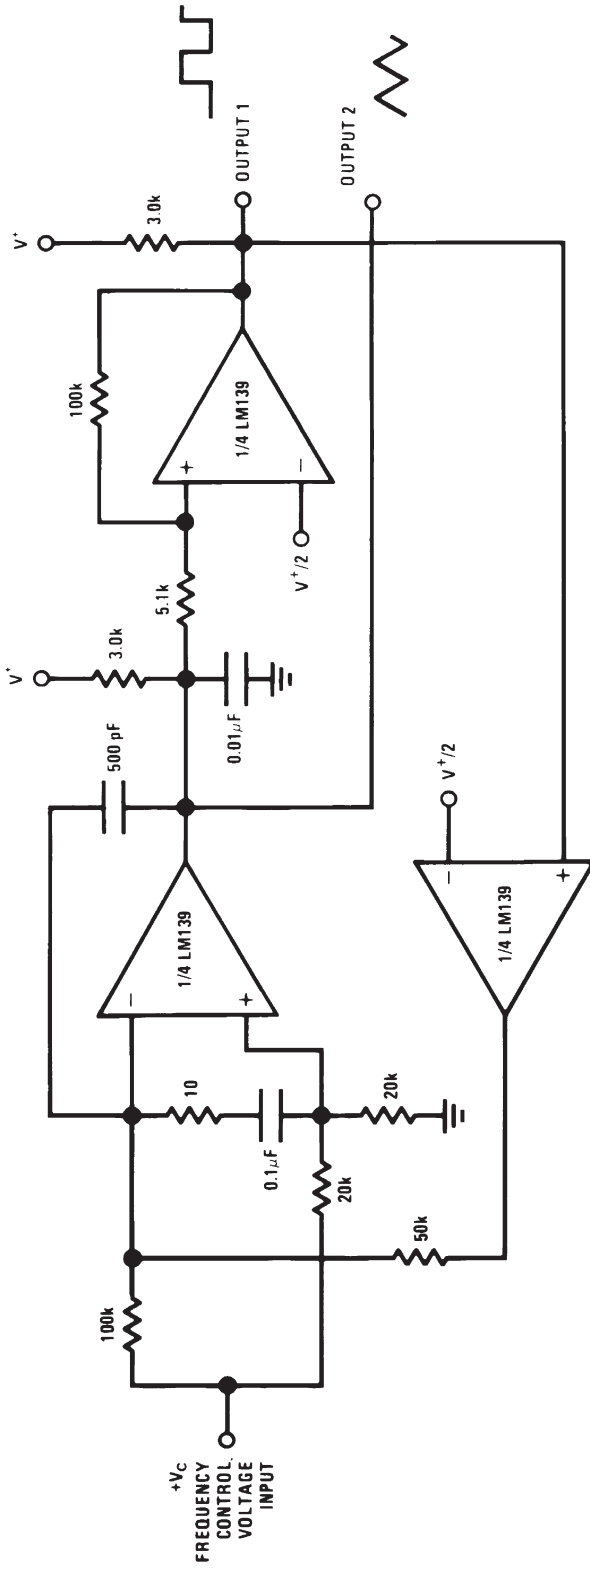 V+
3.0k
100k
OUTPUT 1
+
1/4 LM139
−
V+/2
5.1k
OUTPUT 2
V+
3.0k
0.01µF
500 pF
−
1/4 LM139
+
10
0.1µF
20k
20k
50k
100k
+VC
FREQUENCY
CONTROL.
VOLTAGE
INPUT
V+/2
−
1/4 LM139
+